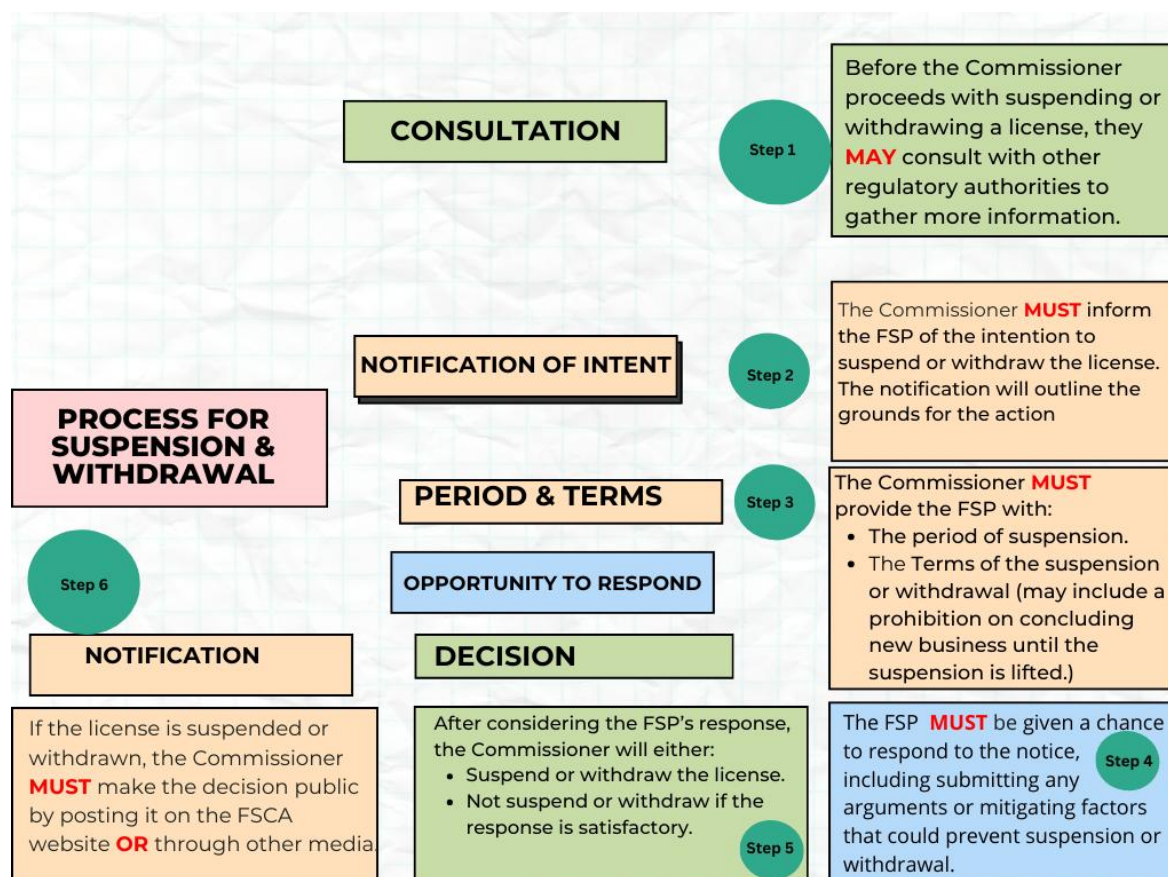 CONSULTATION
Step 1
Before the Commissioner
proceeds with suspending or
withdrawing a license, they
MAY consult with other
regulatory authorities to
gather more information.
NOTIFICATION OF INTENT
Step 2
The Commissioner MUST inform
the FSP of the intention to
suspend or withdraw the license.
The notification will outline the
grounds for the action
PROCESS FOR
SUSPENSION &
WITHDRAWAL
PERIOD & TERMS
Step 3
The Commissioner MUST
provide the FSP with:
• The period of suspension.
• The Terms of the suspension
or withdrawal (may include a
prohibition on concluding
new business until the
suspension is lifted.)
OPPORTUNITY TO RESPOND
The FSP MUST be given a chance
to respond to the notice,
including submitting any
arguments or mitigating factors
that could prevent suspension or
withdrawal.
Step 4
DECISION
After considering the FSP's response,
the Commissioner will either:
• Suspend or withdraw the license.
• Not suspend or withdraw if the
response is satisfactory.
Step 5
Step 6
NOTIFICATION
If the license is suspended or
withdrawn, the Commissioner
MUST make the decision public
by posting it on the FSCA
website OR through other media.